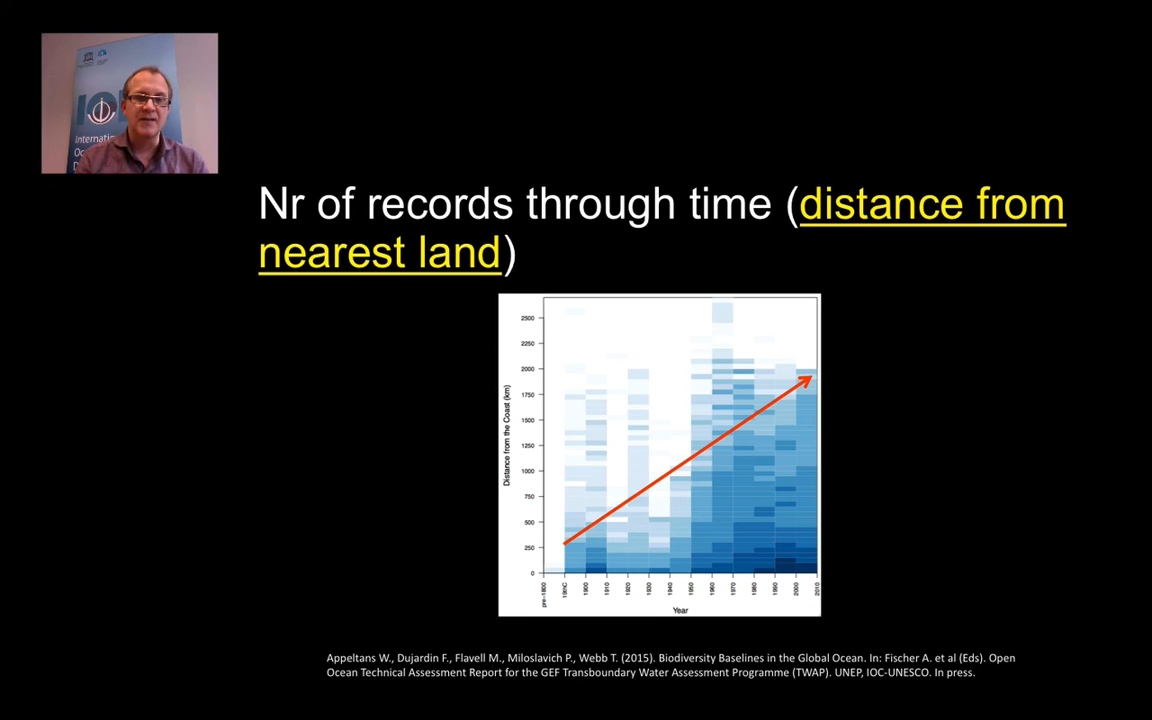 Internati
Oc
D
Nr of records through time (distance from
nearest land)
2500
2250
2000
1750
1500
1250
1000
750
500
250
0
Distance from the Coast (km)
pre-1800
19thC
1900
1910
1920
1930
1940
1950
1960
1970
1980
1990
2000
2010
Year
Appeltans W., Dujardin F., Flavell M., Miloslavich P., Webb T. (2015). Biodiversity Baselines in the Global Ocean. In: Fischer A. et al (Eds). Open
Ocean Technical Assessment Report for the GEF Transboundary Water Assessment Programme (TWAP). UNEP, IOC-UNESCO. In press.